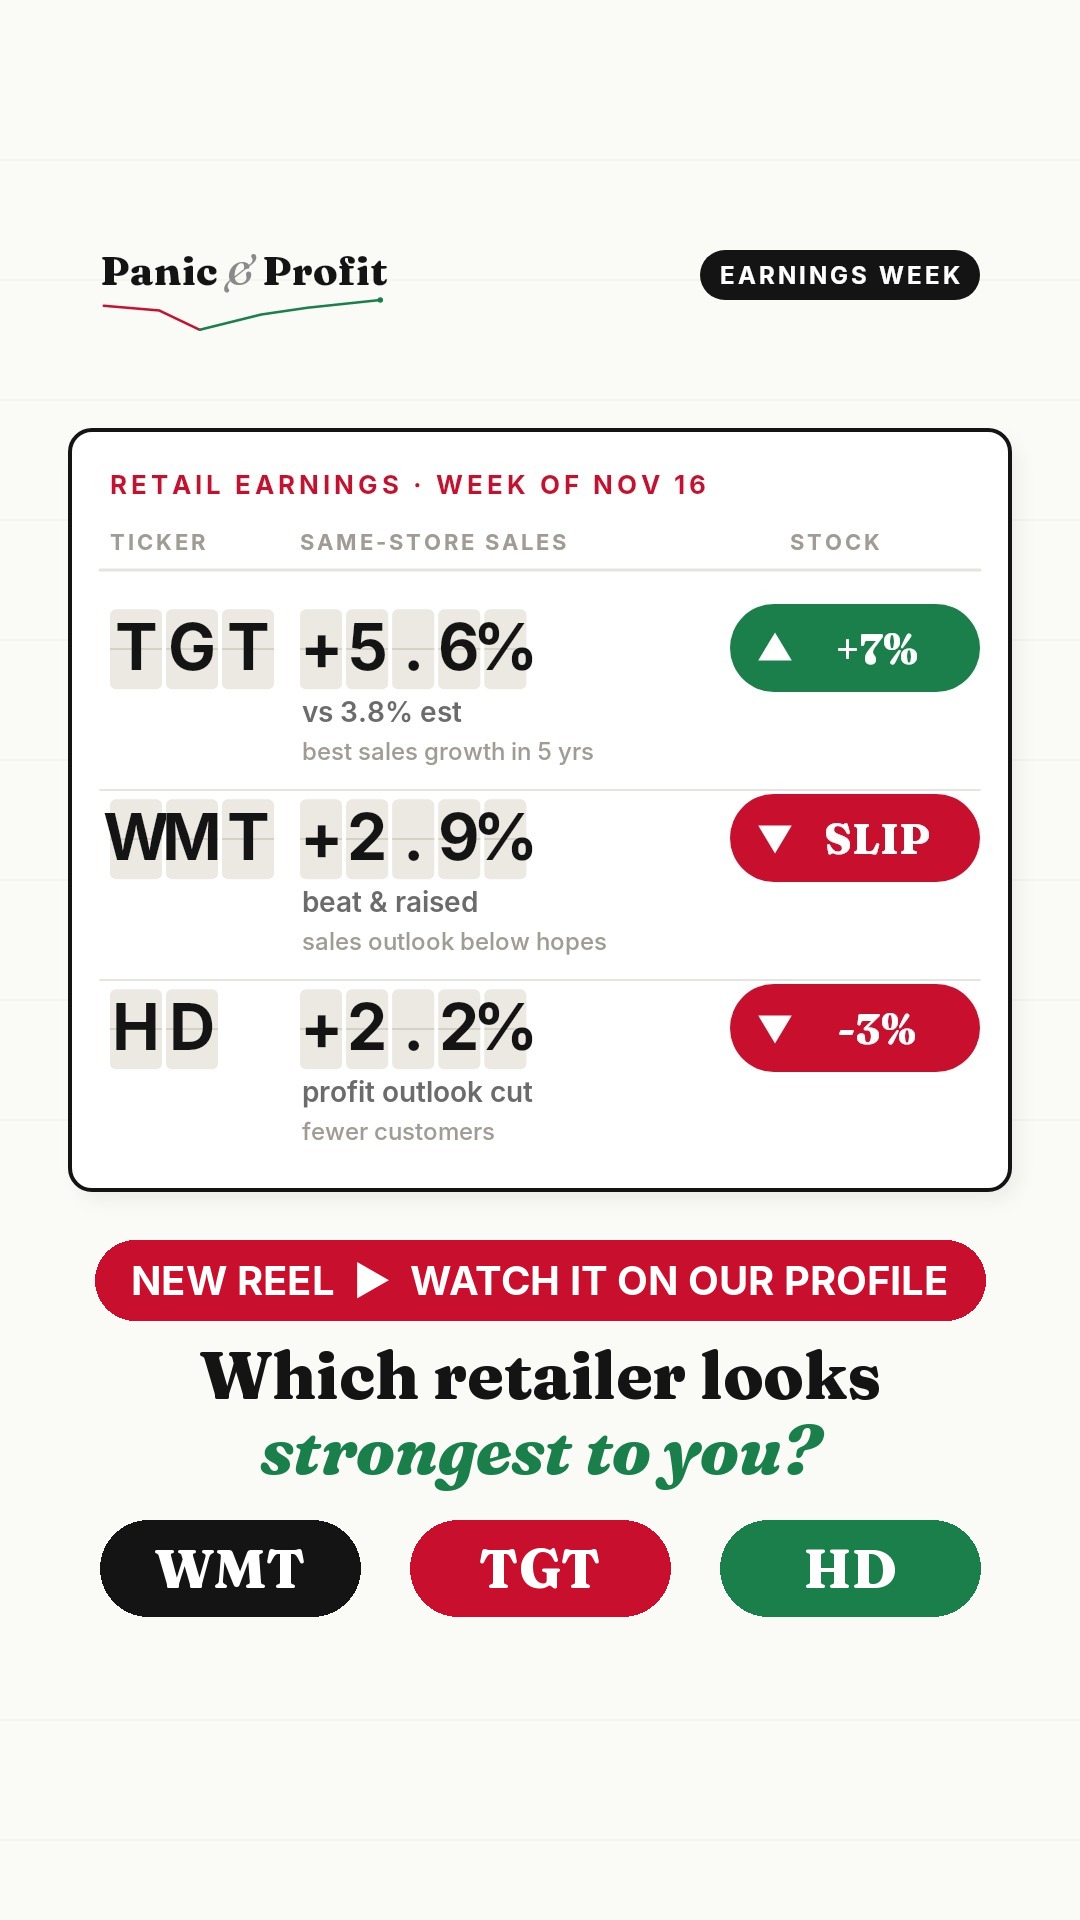 Panic & Profit
EARNINGS WEEK
RETAIL EARNINGS · WEEK OF NOV 16
TICKER SAME-STORE SALES STOCK
TGT +5.6% ▲ +7%
vs 3.8% est
best sales growth in 5 yrs
WMT +2.9% ▼ SLIP
beat & raised
sales outlook below hopes
HD +2.2% ▼ -3%
profit outlook cut
fewer customers
NEW REEL ▶ WATCH IT ON OUR PROFILE
Which retailer looks
strongest to you?
WMT TGT HD